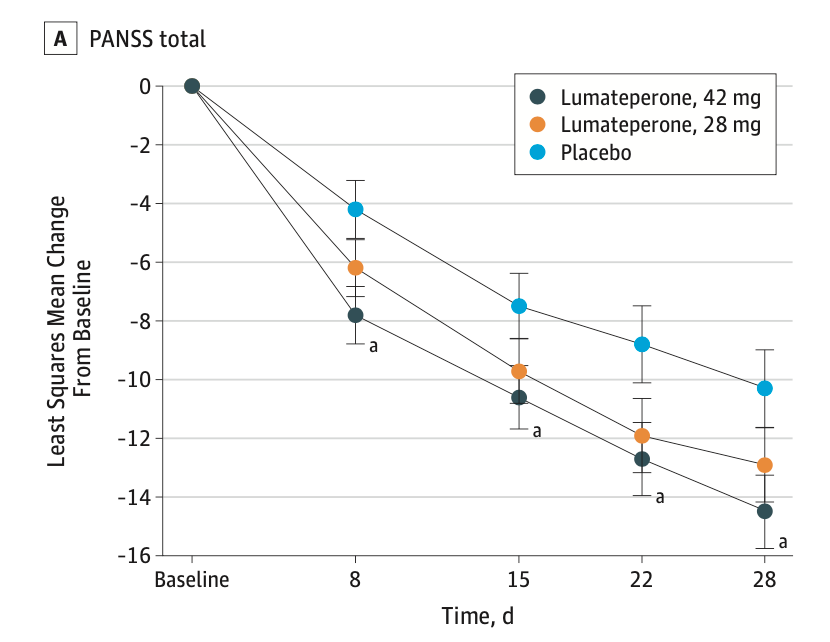 A PANSS total
0
-2
-4
-6
-8
-10
-12
-14
-16
Least Squares Mean Change
From Baseline
Lumateperone, 42 mg
Lumateperone, 28 mg
Placebo
a
a
a
a
Baseline 8 15 22 28
Time, d